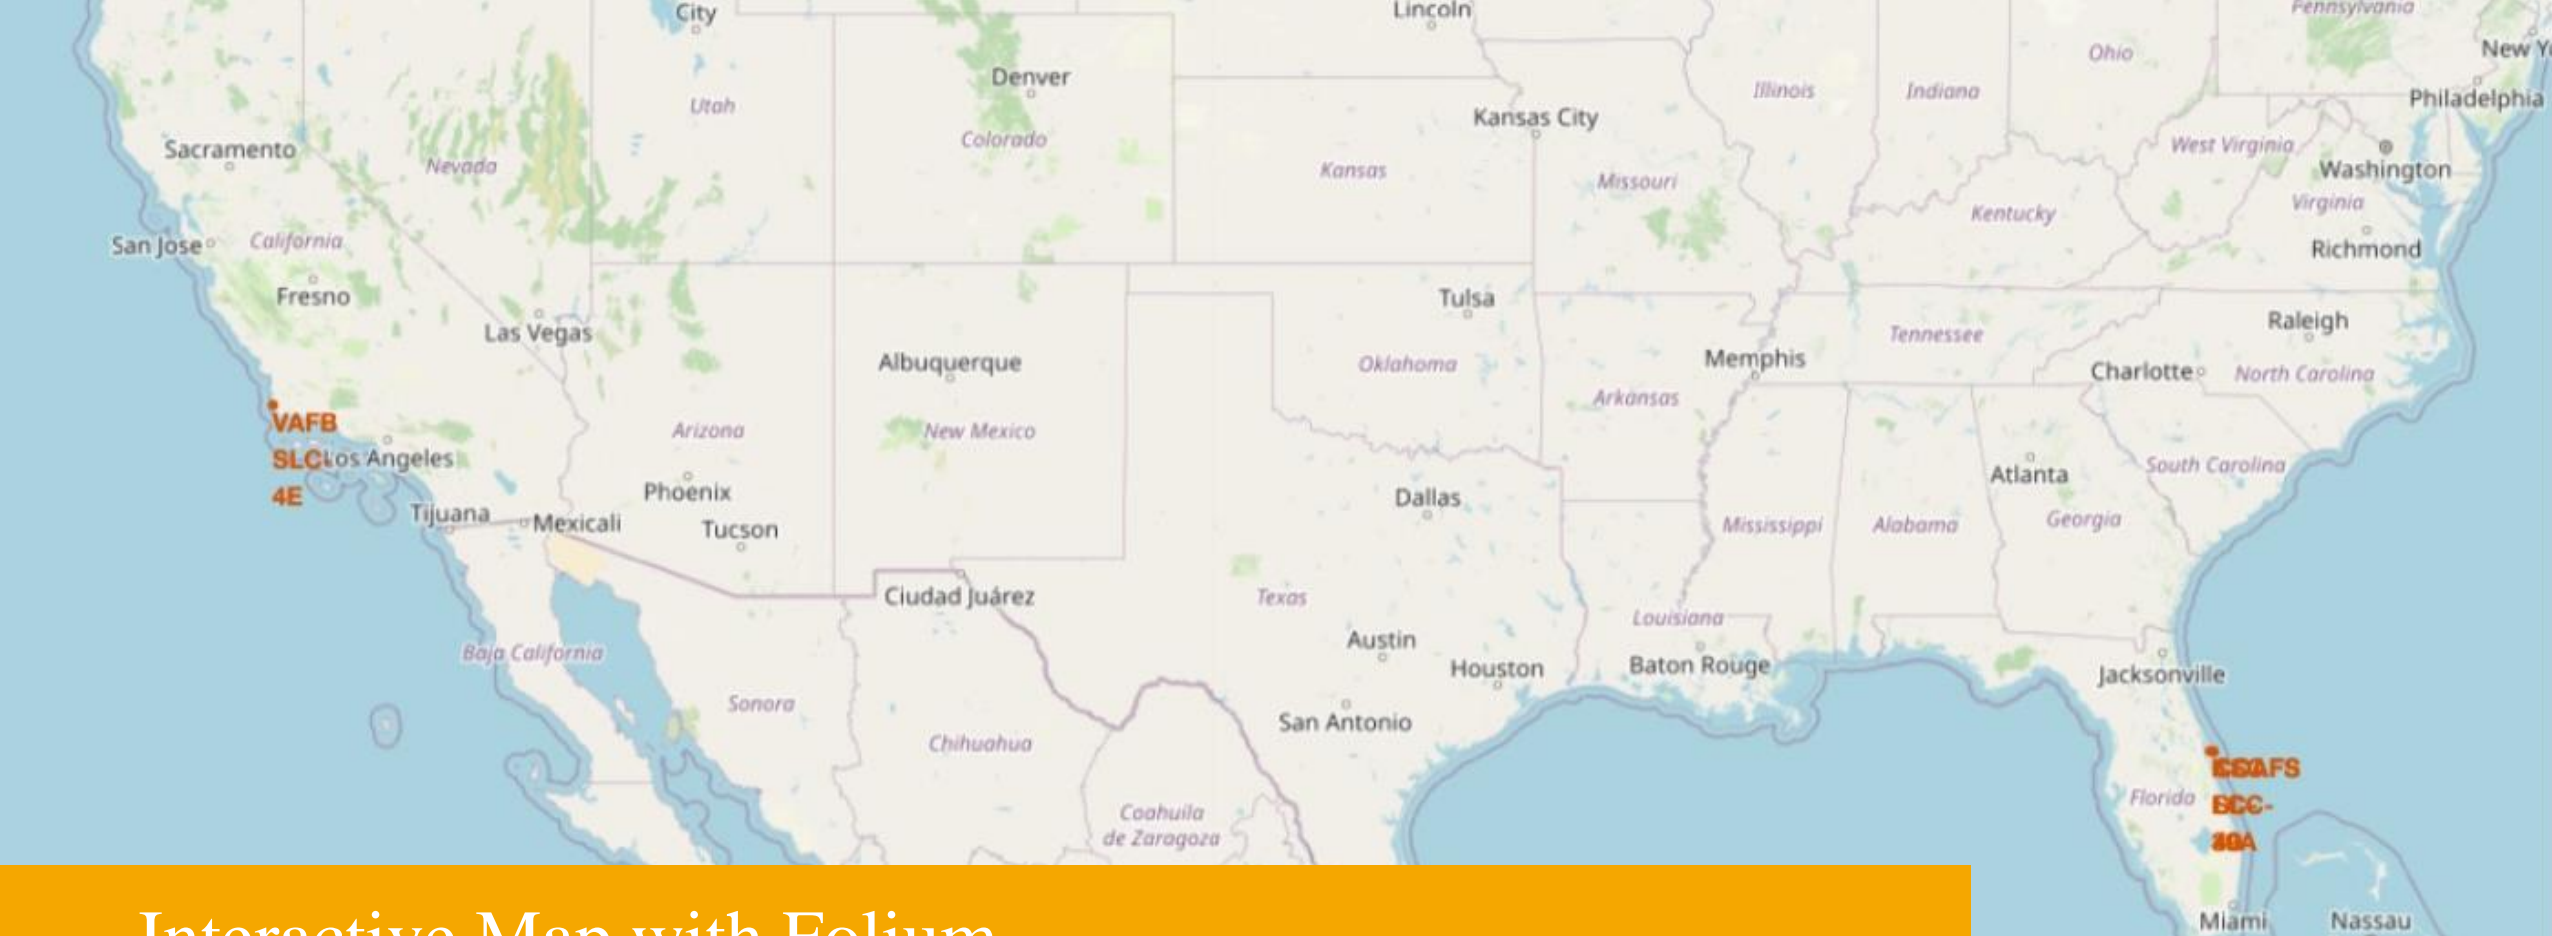 City
Lincoln
Pennsylvania
New Y
Ohio
Denver
Utah
Illinois
Indiana
Philadelphia
Kansas City
Colorado
Sacramento
Nevada
Kansas
Missouri
West Virginia
Washington
Virginia
Kentucky
San Jose
California
Richmond
Fresno
Las Vegas
Tulsa
Raleigh
Tennessee
Albuquerque
Oklahoma
Memphis
Charlotte
North Carolina
Arkansas
VAFB
SLC
4E
Los Angeles
Arizona
New Mexico
Phoenix
Dallas
Atlanta
South Carolina
Tijuana
Mexicali
Tucson
Mississippi
Alabama
Georgia
Ciudad Juárez
Texas
Louisiana
Austin
Baja California
Houston
Baton Rouge
Jacksonville
Sonora
San Antonio
Chihuahua
Florida
Coahuila
de Zaragoza
Miami
Nassau
Interactive Map with Folium